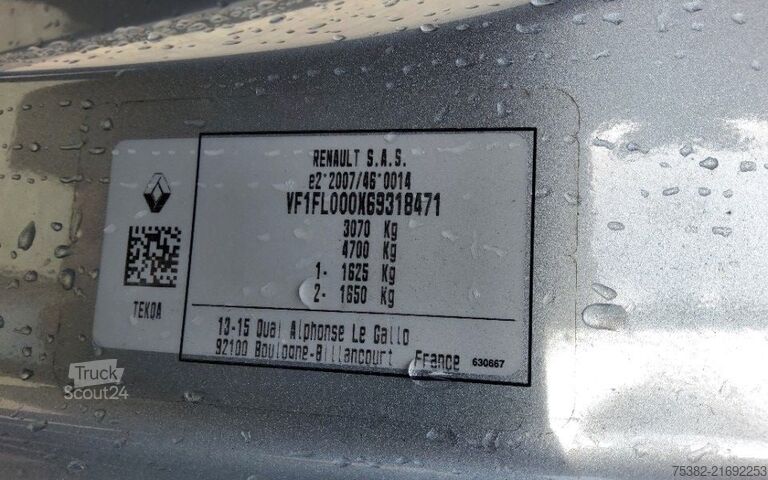 RENAULT S.A.S.
e2*2007/46*0014
VF1FL000X69318471
3070 Kg
4700 Kg
1- 1625 Kg
2- 1650 Kg
TEKOA
13-15 Quai Alphonse Le Gallo
92100 Boulogne-Billancourt France 630667
Truck
Scout24
75382-21692253